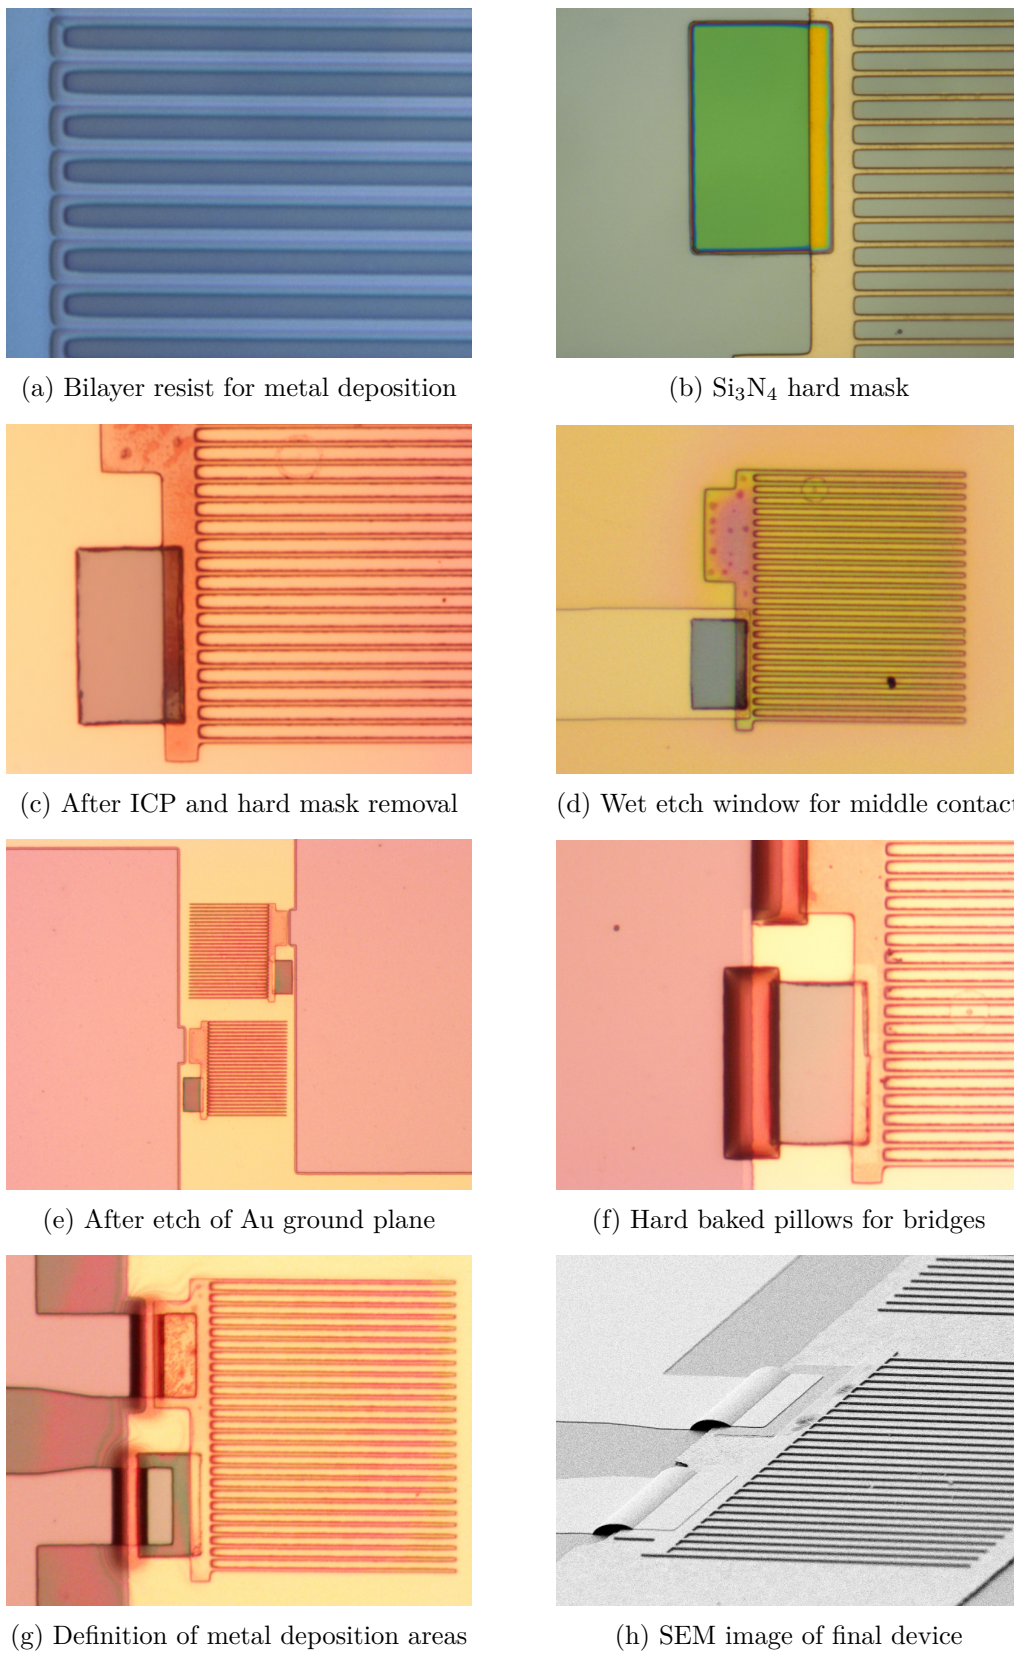 (a) Bilayer resist for metal deposition
(b) Si₃N₄ hard mask
(c) After ICP and hard mask removal
(d) Wet etch window for middle contact
(e) After etch of Au ground plane
(f) Hard baked pillows for bridges
(g) Definition of metal deposition areas
(h) SEM image of final device